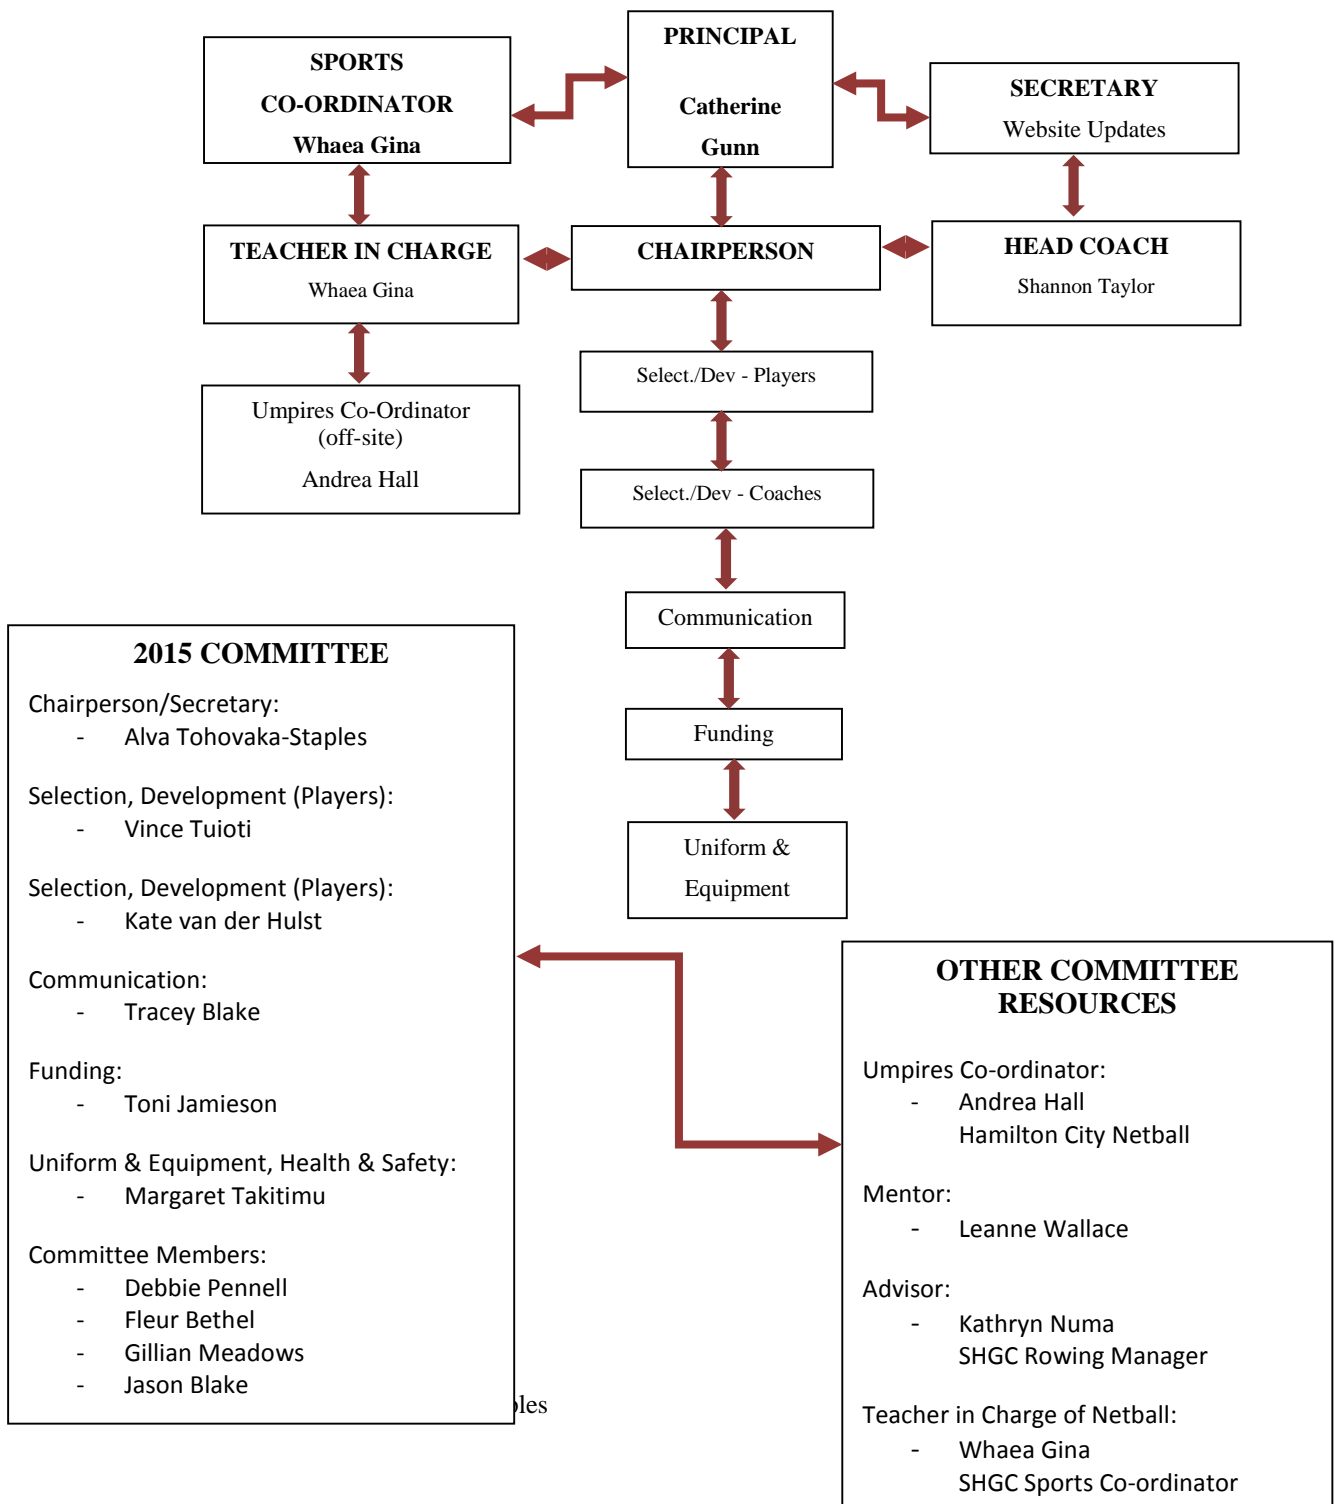 PRINCIPAL
Catherine
Gunn
SPORTS
CO-ORDINATOR
Whaea Gina
SECRETARY
Website Updates
TEACHER IN CHARGE
Whaea Gina
CHAIRPERSON
HEAD COACH
Shannon Taylor
Umpires Co-Ordinator
(off-site)
Andrea Hall
Select./Dev - Players
Select./Dev - Coaches
Communication
Funding
Uniform &
Equipment
2015 COMMITTEE
Chairperson/Secretary:
- Alva Tohovaka-Staples
Selection, Development (Players):
- Vince Tuioti
Selection, Development (Players):
- Kate van der Hulst
Communication:
- Tracey Blake
Funding:
- Toni Jamieson
Uniform & Equipment, Health & Safety:
- Margaret Takitimu
Committee Members:
- Debbie Pennell
- Fleur Bethel
- Gillian Meadows
- Jason Blake
OTHER COMMITTEE
RESOURCES
Umpires Co-ordinator:
- Andrea Hall
Hamilton City Netball
Mentor:
- Leanne Wallace
Advisor:
- Kathryn Numa
SHGC Rowing Manager
Teacher in Charge of Netball:
- Whaea Gina
SHGC Sports Co-ordinator